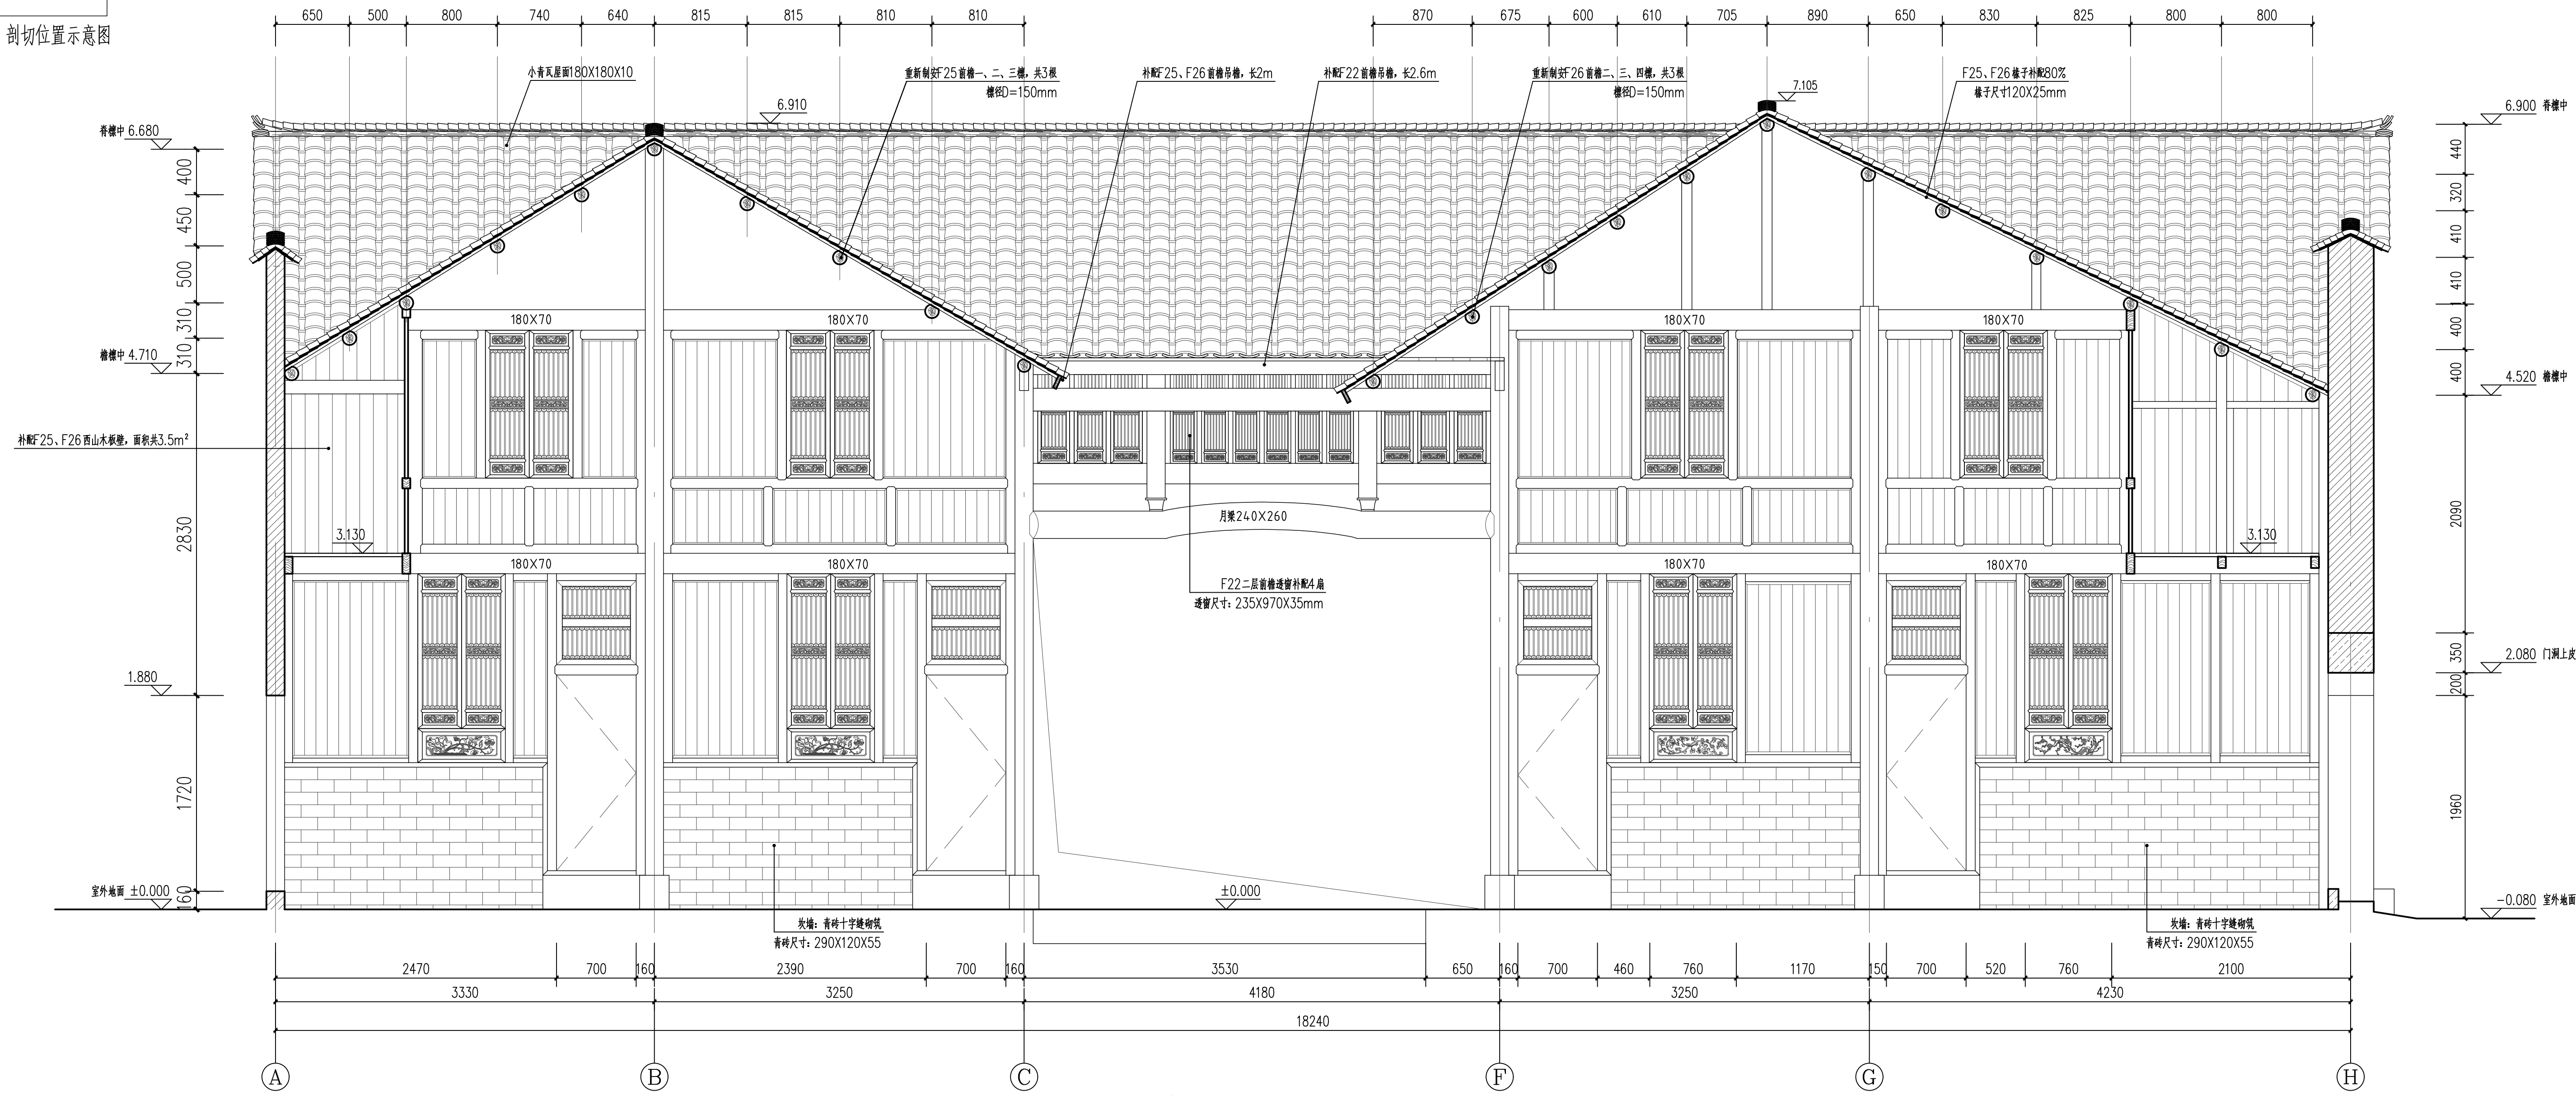 剖切位置示意图
650 500 800 740 640 815 815 810 810 870 675 600 610 705 890 650 830 825 800 800
小青瓦屋面180X180X10
重新制安F25前檐一、二、三檩，共3根
檩径D=150mm
补配F25、F26前檐吊檐，长2m
补配F22前檐吊檐，长2.6m
重新制安F26前檐二、三、四檩，共3根
檩径D=150mm
F25、F26椽子补配80%
椽子尺寸120X25mm
7.105
6.910
脊檩中 6.680
6.900 脊檩中
400
450
500
310
310
檐檩中 4.710
2830
1.880
1720
160
室外地面 ±0.000
440
320
410
410
400
400
4.520 檐檩中
2090
350
2.080 门洞上皮
200
1960
-0.080 室外地面
180X70 180X70 180X70 180X70
补配F25、F26西山木板壁，面积共3.5m²
月梁240X260
3.130
3.130
180X70 180X70 180X70 180X70
F22二层前檐透窗补配4扇
透窗尺寸：235X970X35mm
±0.000
坎墙：青砖十字缝砌筑
青砖尺寸：290X120X55
坎墙：青砖十字缝砌筑
青砖尺寸：290X120X55
2470 700 160 2390 700 160 3530 650 160 700 460 760 1170 150 700 520 760 2100
3330 3250 4180 3250 4230
18240
A B C F G H